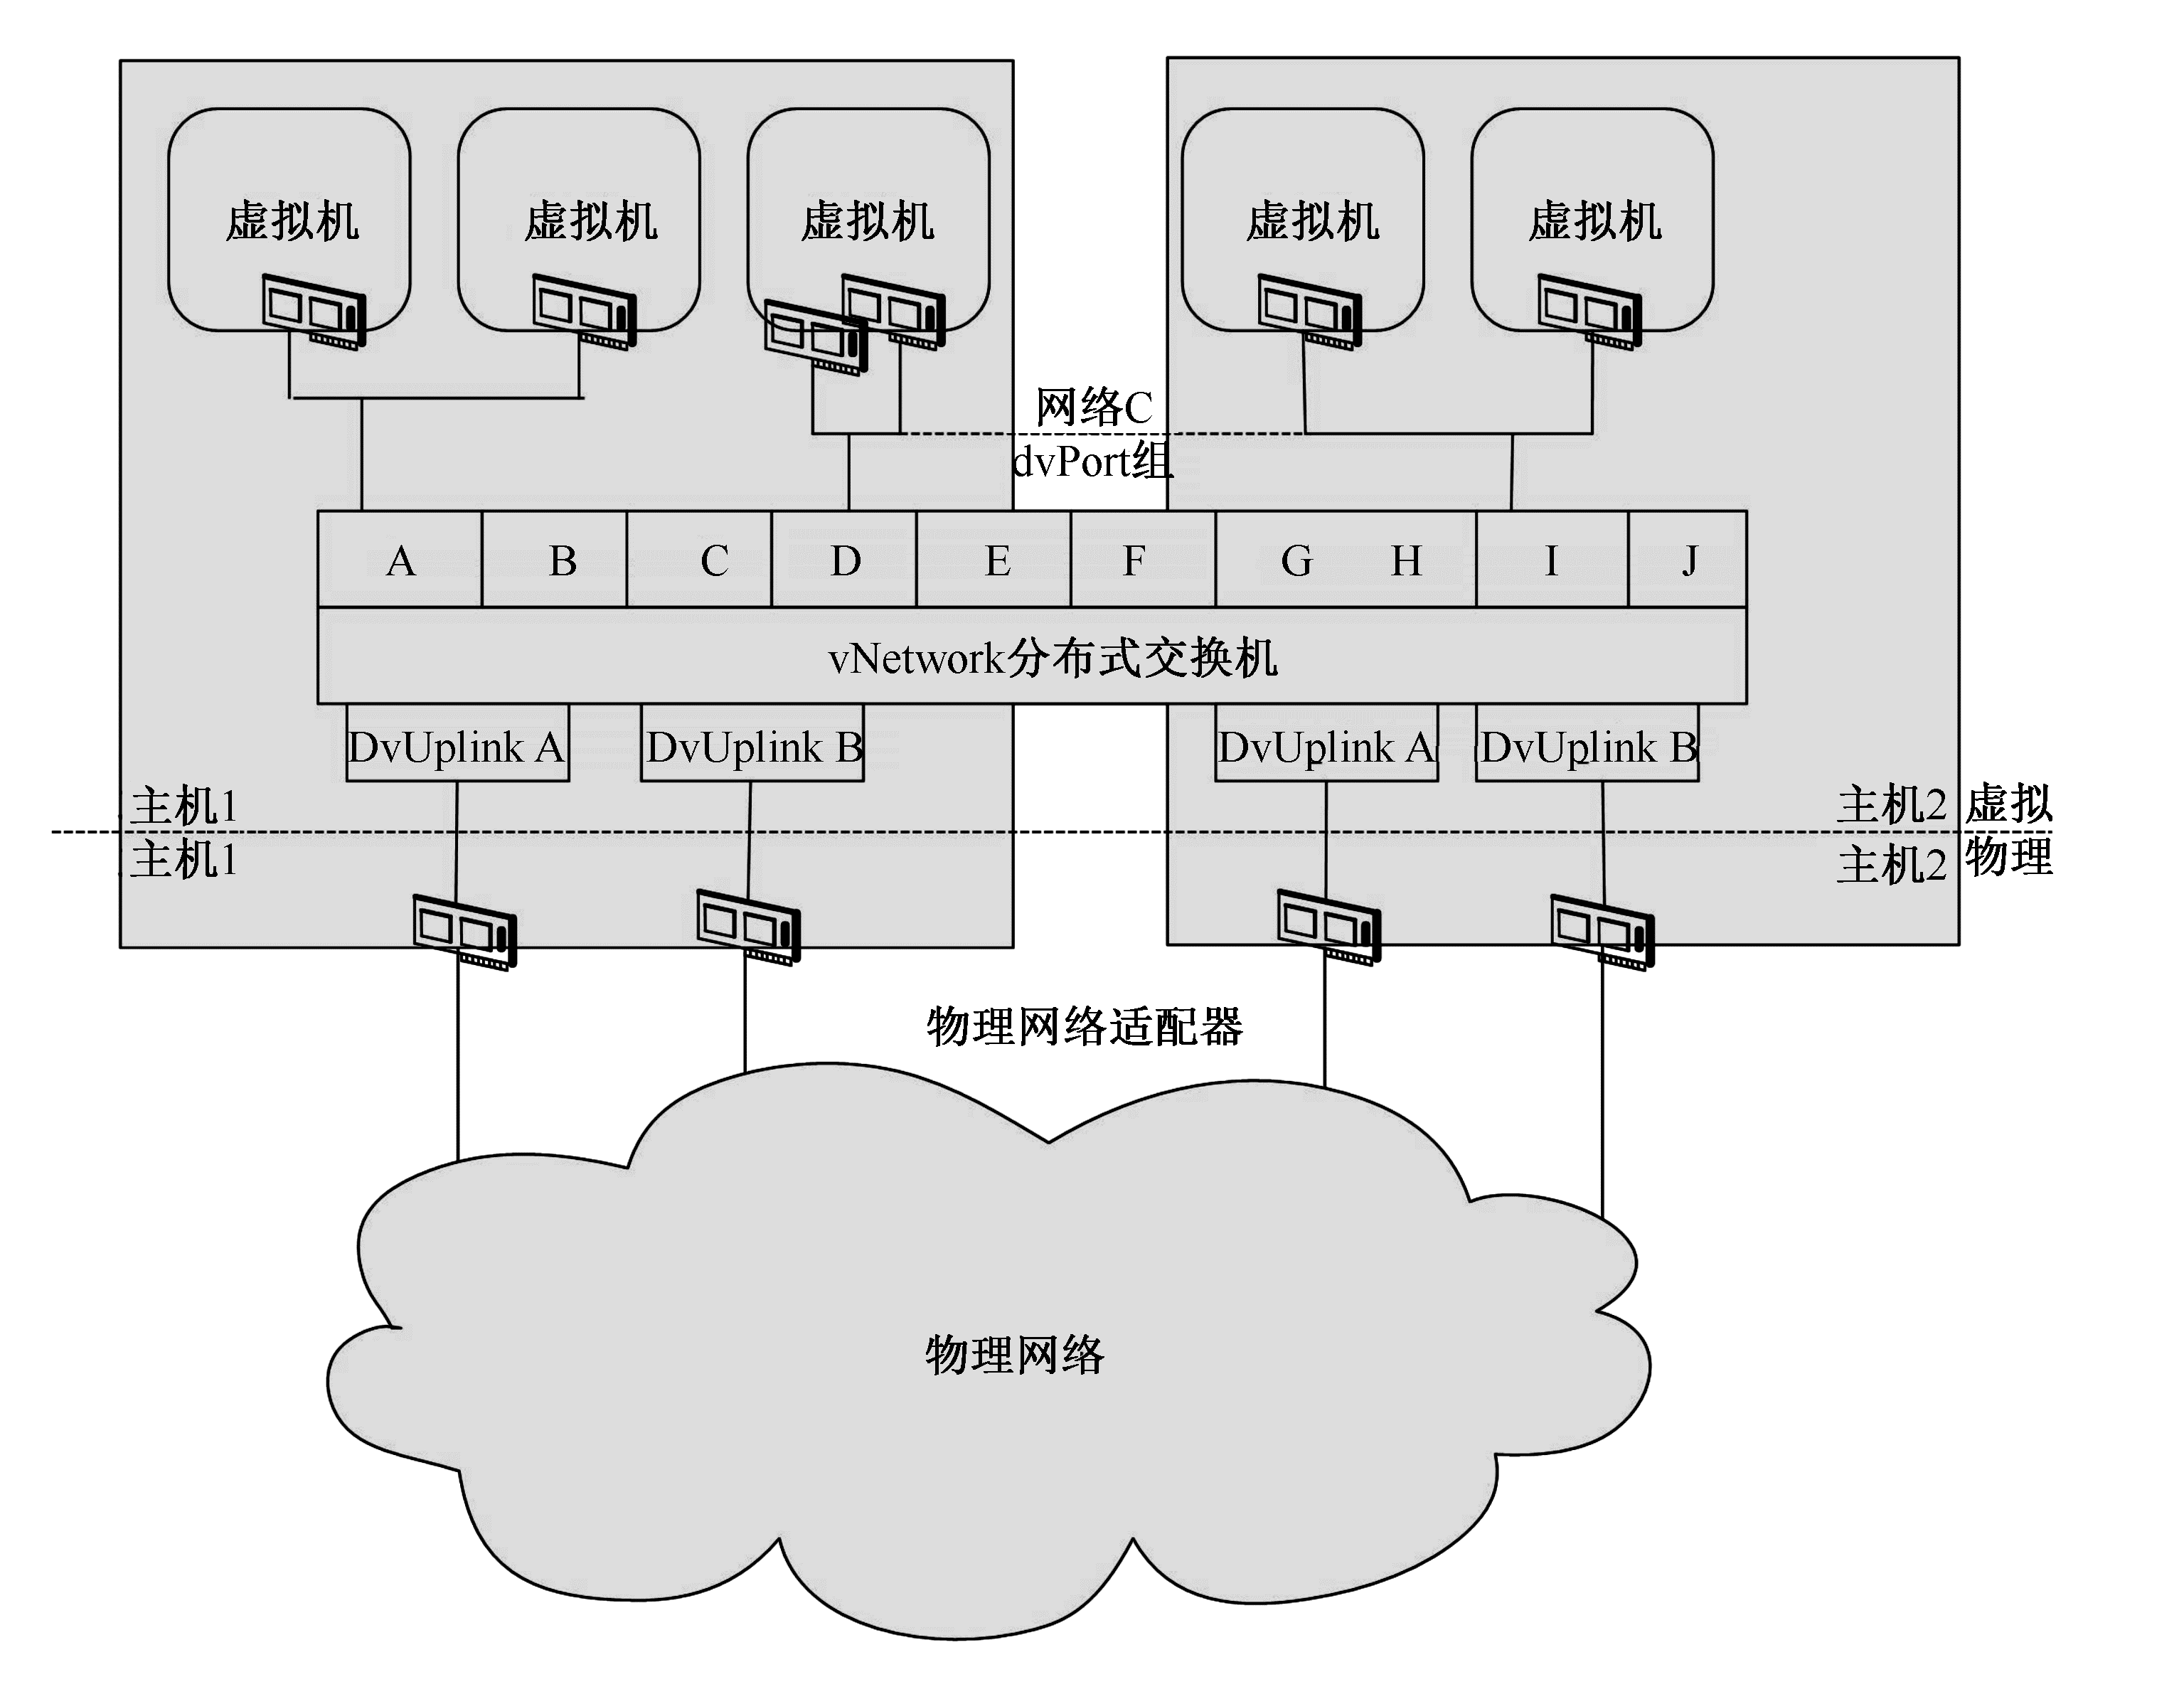 虚拟机
虚拟机
虚拟机
虚拟机
虚拟机
网络C
dvPort组
A B C D E F G H I J
vNetwork分布式交换机
DvUplink A DvUplink B DvUplink A DvUplink B
主机1 主机2 虚拟
主机1 主机2 物理
物理网络适配器
物理网络